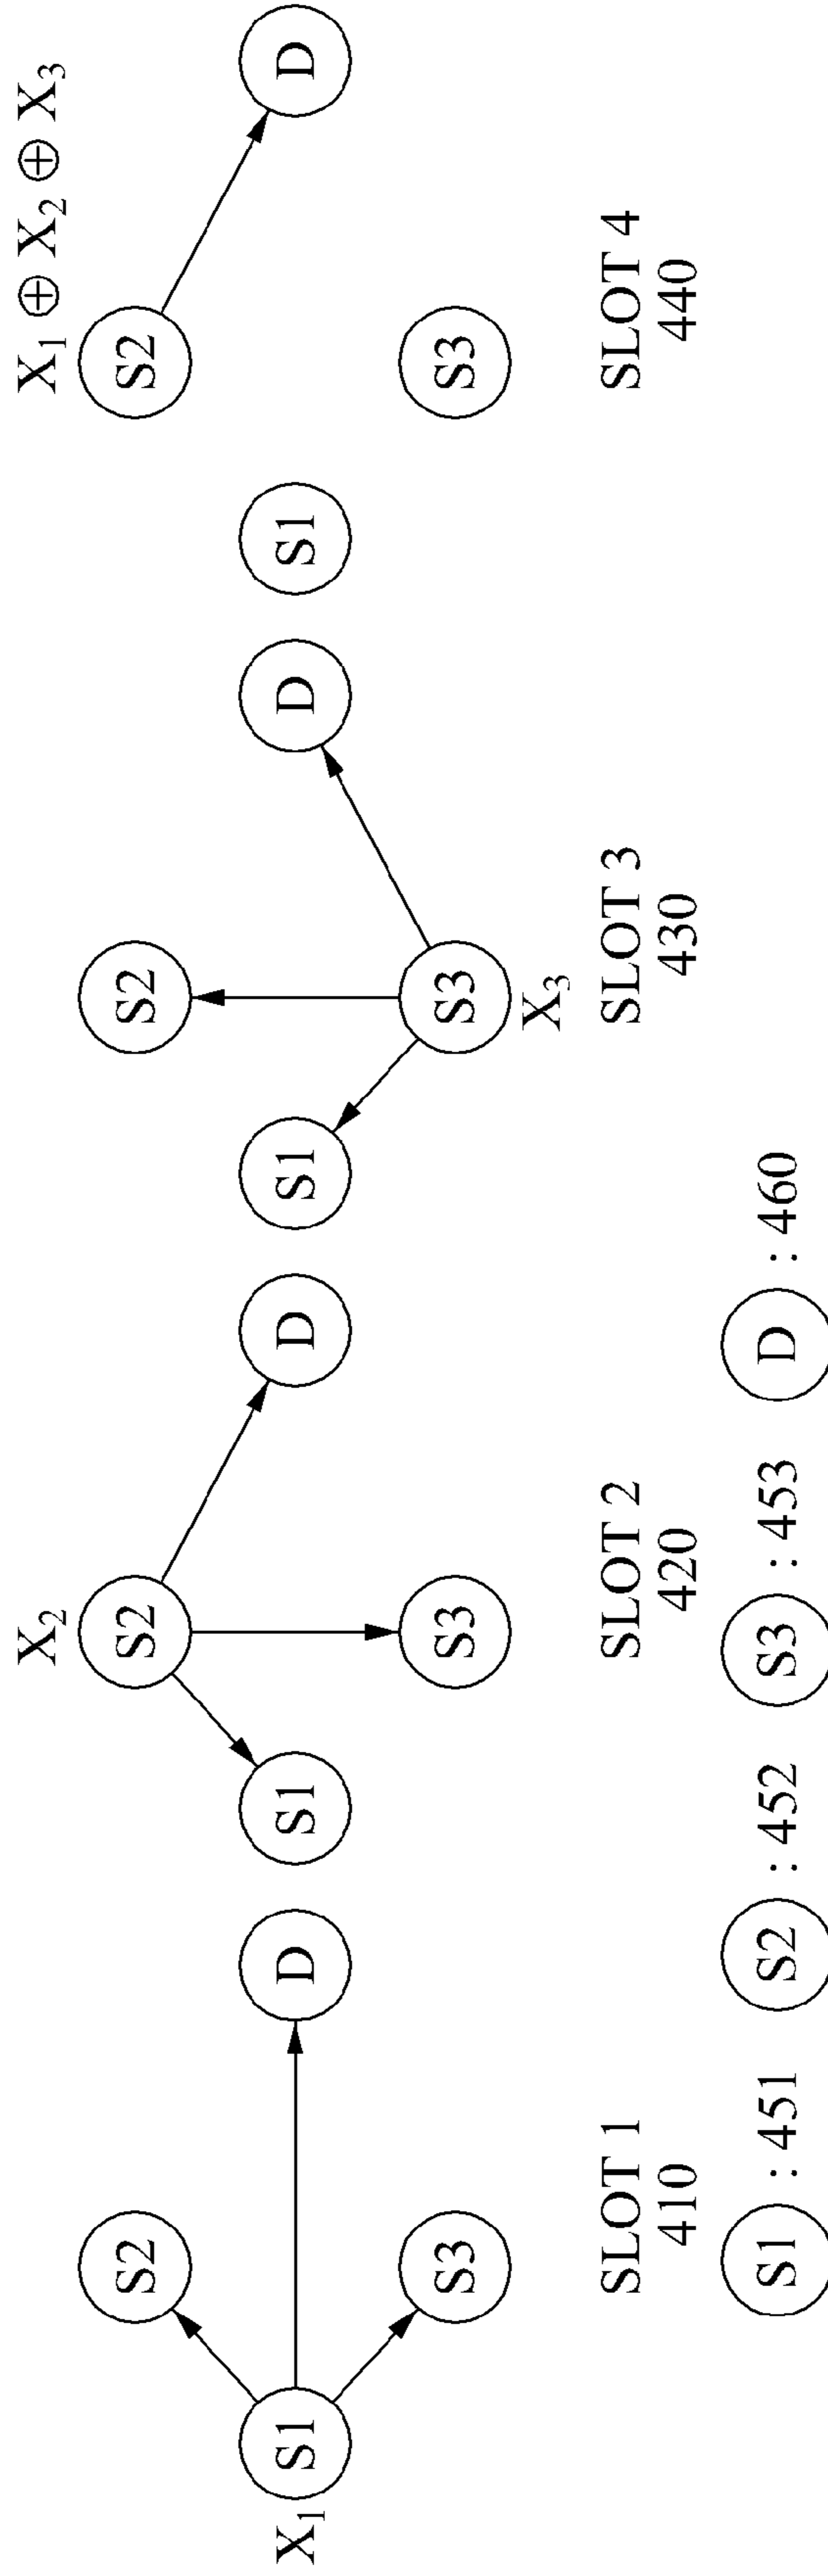 X₁ S1 S2 S3 D
SLOT 1
410
X₂ S2 S1 S3 D
SLOT 2
420
S2 S1 D S3 X₃
SLOT 3
430
X₁ ⊕ X₂ ⊕ X₃
S2 S1 D S3
SLOT 4
440
S1 : 451 S2 : 452 S3 : 453 D : 460